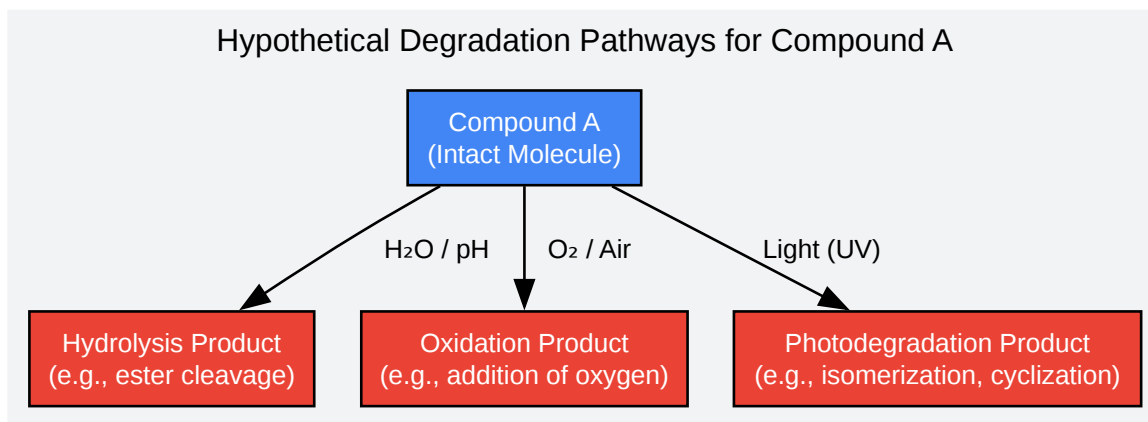 Hypothetical Degradation Pathways for Compound A
Compound A
(Intact Molecule)
H₂O / pH
O₂ / Air
Light (UV)
Hydrolysis Product
(e.g., ester cleavage)
Oxidation Product
(e.g., addition of oxygen)
Photodegradation Product
(e.g., isomerization, cyclization)